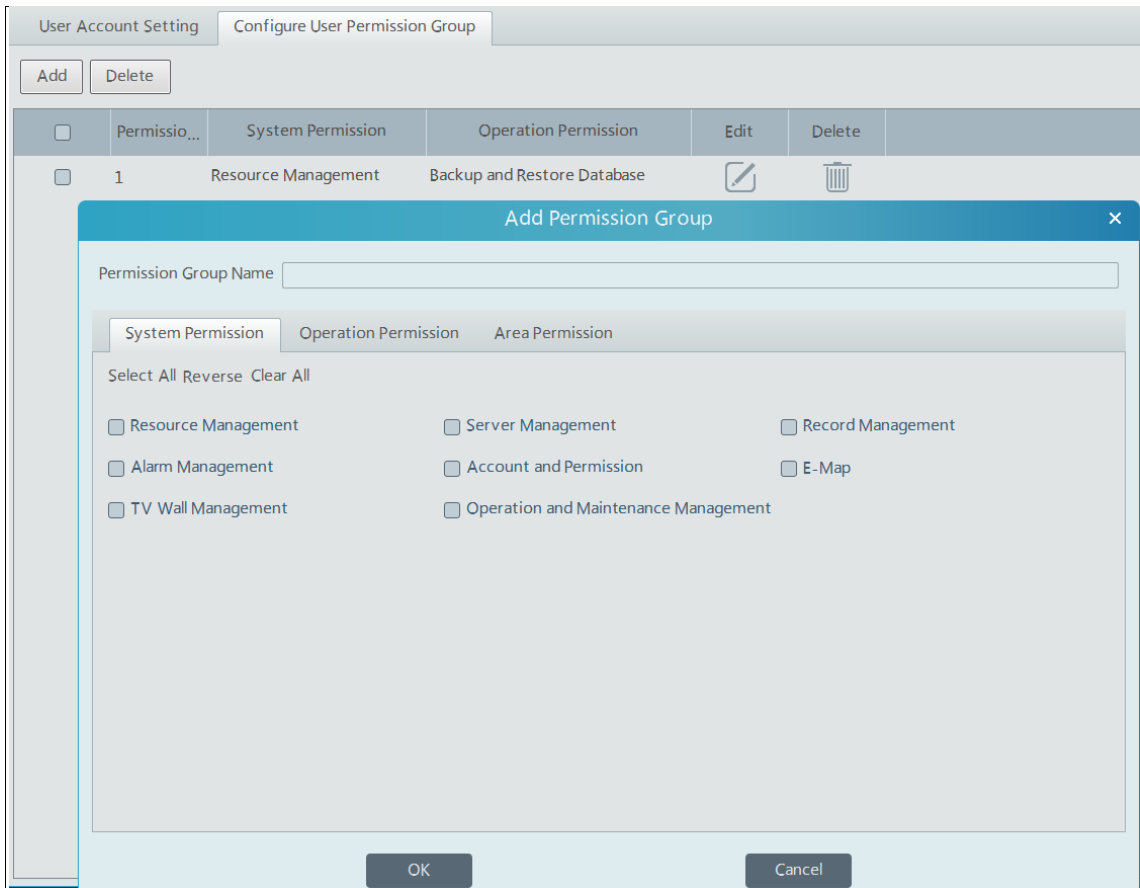 User Account Setting Configure User Permission Group
Add Delete
Permissio... System Permission Operation Permission Edit Delete
1 Resource Management Backup and Restore Database
Add Permission Group
Permission Group Name
System Permission Operation Permission Area Permission
Select All Reverse Clear All
Resource Management Server Management Record Management
Alarm Management Account and Permission E-Map
TV Wall Management Operation and Maintenance Management
OK Cancel